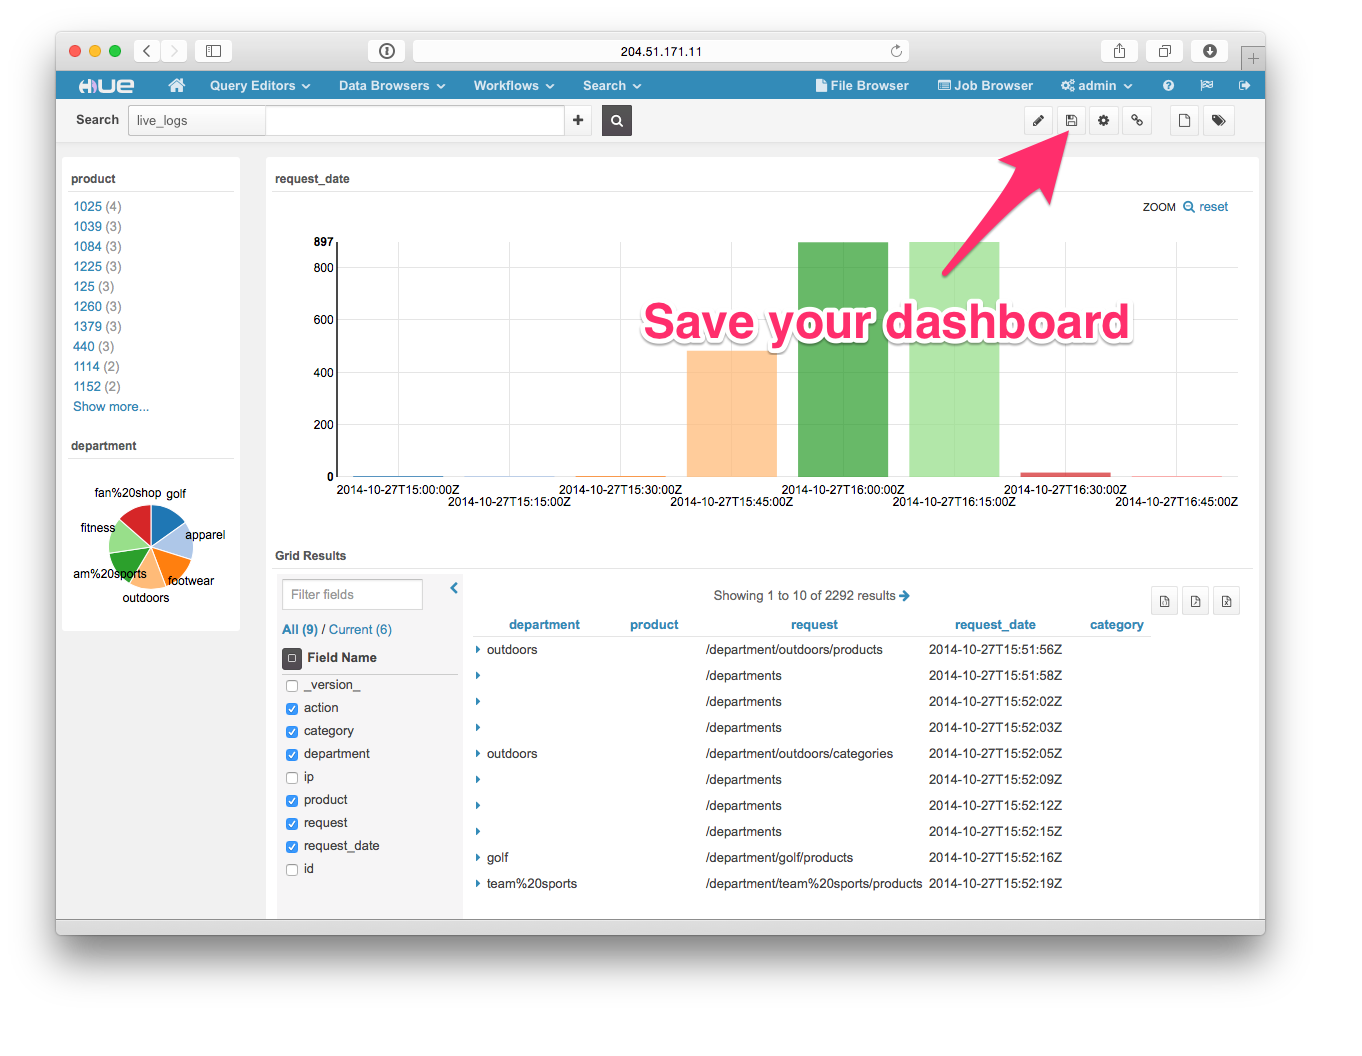 204.51.171.11
HUE Query Editors Data Browsers Workflows Search File Browser Job Browser admin
Search live_logs
product
1025 (4)
1039 (3)
1084 (3)
1225 (3)
125 (3)
1260 (3)
1379 (3)
440 (3)
1114 (2)
1152 (2)
Show more...
department
fan%20shop golf
fitness apparel
am%20sports footwear
outdoors
request_date
ZOOM reset
897
800
600
400
200
0
Save your dashboard
2014-10-27T15:00:00Z 2014-10-27T15:30:00Z 2014-10-27T16:00:00Z 2014-10-27T16:30:00Z
2014-10-27T15:15:00Z 2014-10-27T15:45:00Z 2014-10-27T16:15:00Z 2014-10-27T16:45:00Z
Grid Results
Filter fields
All (9) / Current (6)
Field Name
_version_
action
category
department
ip
product
request
request_date
id
Showing 1 to 10 of 2292 results
department product request request_date category
outdoors /department/outdoors/products 2014-10-27T15:51:56Z
/departments 2014-10-27T15:51:58Z
/departments 2014-10-27T15:52:02Z
/departments 2014-10-27T15:52:03Z
outdoors /department/outdoors/categories 2014-10-27T15:52:05Z
/departments 2014-10-27T15:52:09Z
/departments 2014-10-27T15:52:12Z
/departments 2014-10-27T15:52:15Z
golf /department/golf/products 2014-10-27T15:52:16Z
team%20sports /department/team%20sports/products 2014-10-27T15:52:19Z